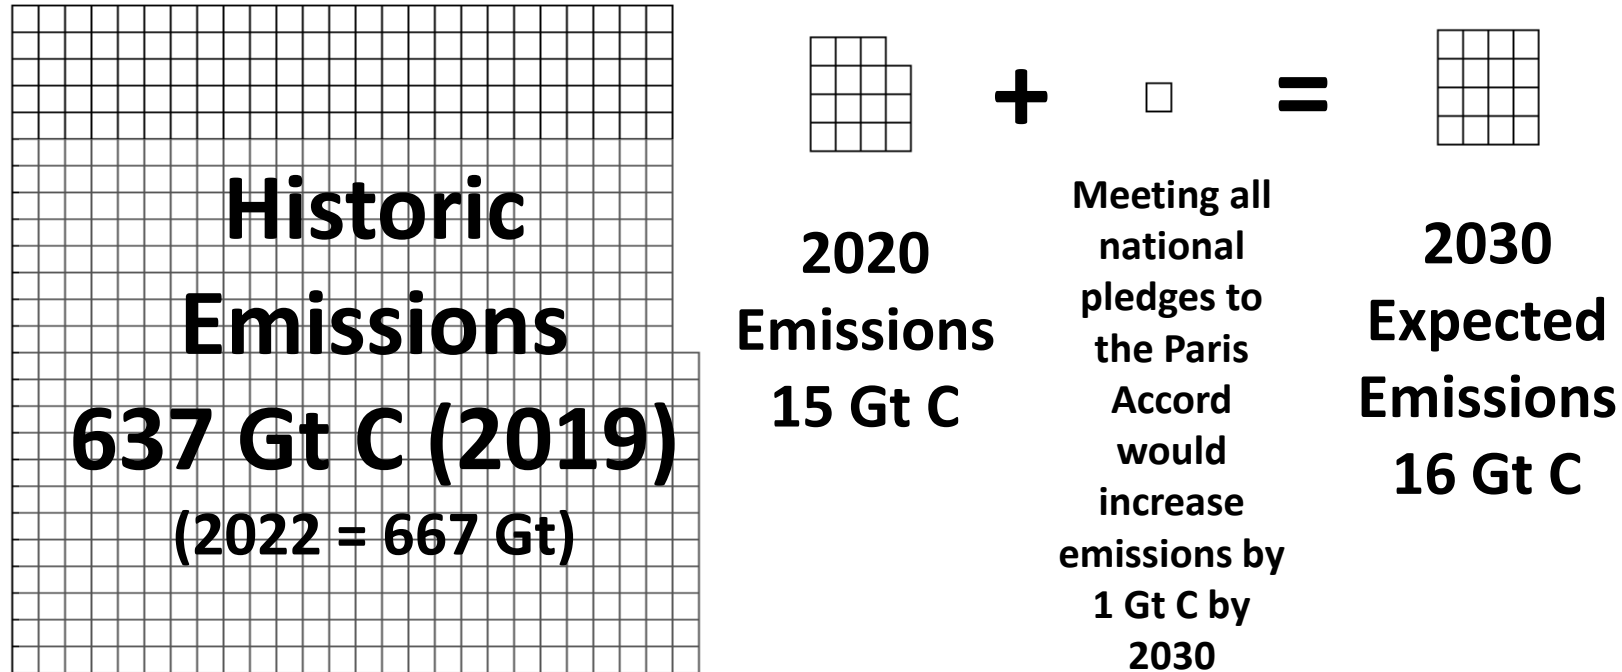 Historic
Emissions
637 Gt C (2019)
(2022 = 667 Gt)
2020
Emissions
15 Gt C
+
Meeting all
national
pledges to
the Paris
Accord
would
increase
emissions by
1 Gt C by
2030
=
2030
Expected
Emissions
16 Gt C